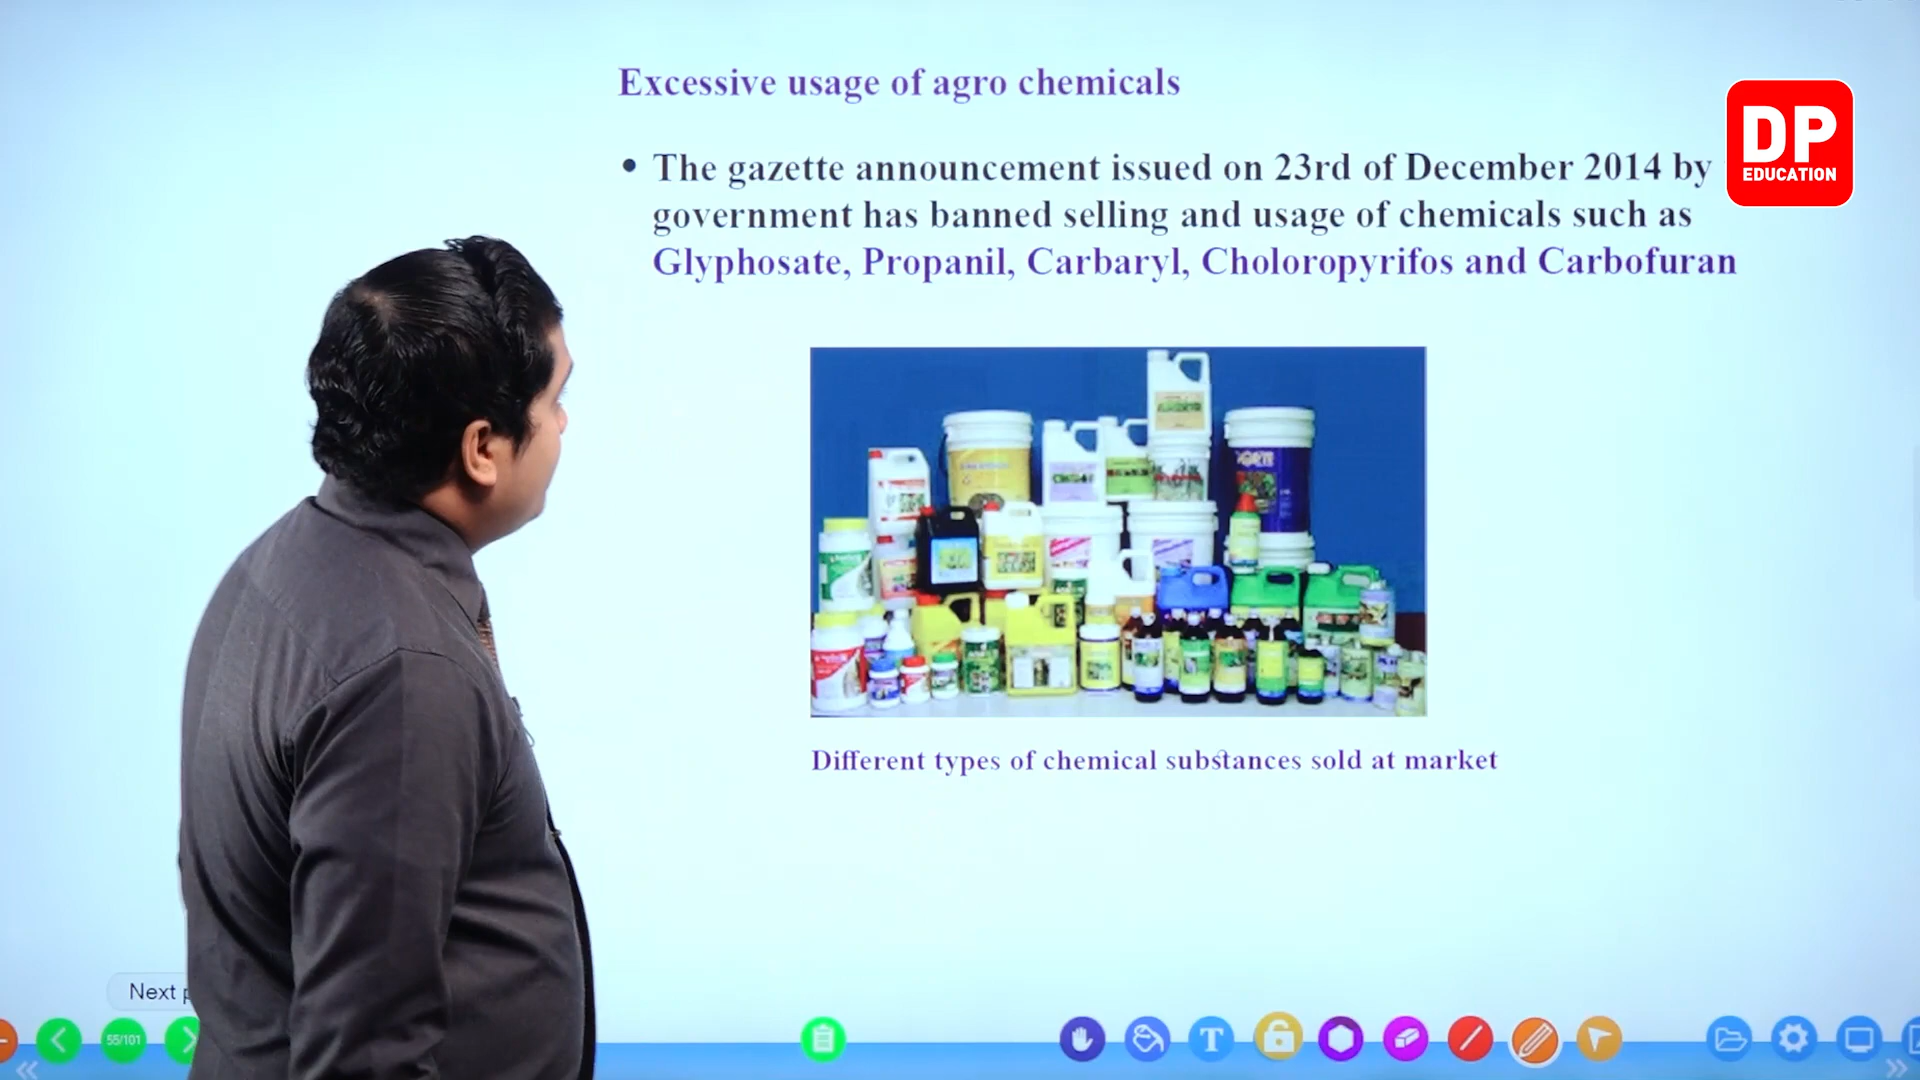 Excessive usage of agro chemicals
DP
EDUCATION
• The gazette announcement issued on 23rd of December 2014 by
government has banned selling and usage of chemicals such as
Glyphosate, Propanil, Carbaryl, Choloropyrifos and Carbofuran
Different types of chemical substances sold at market
Next
55/101
T